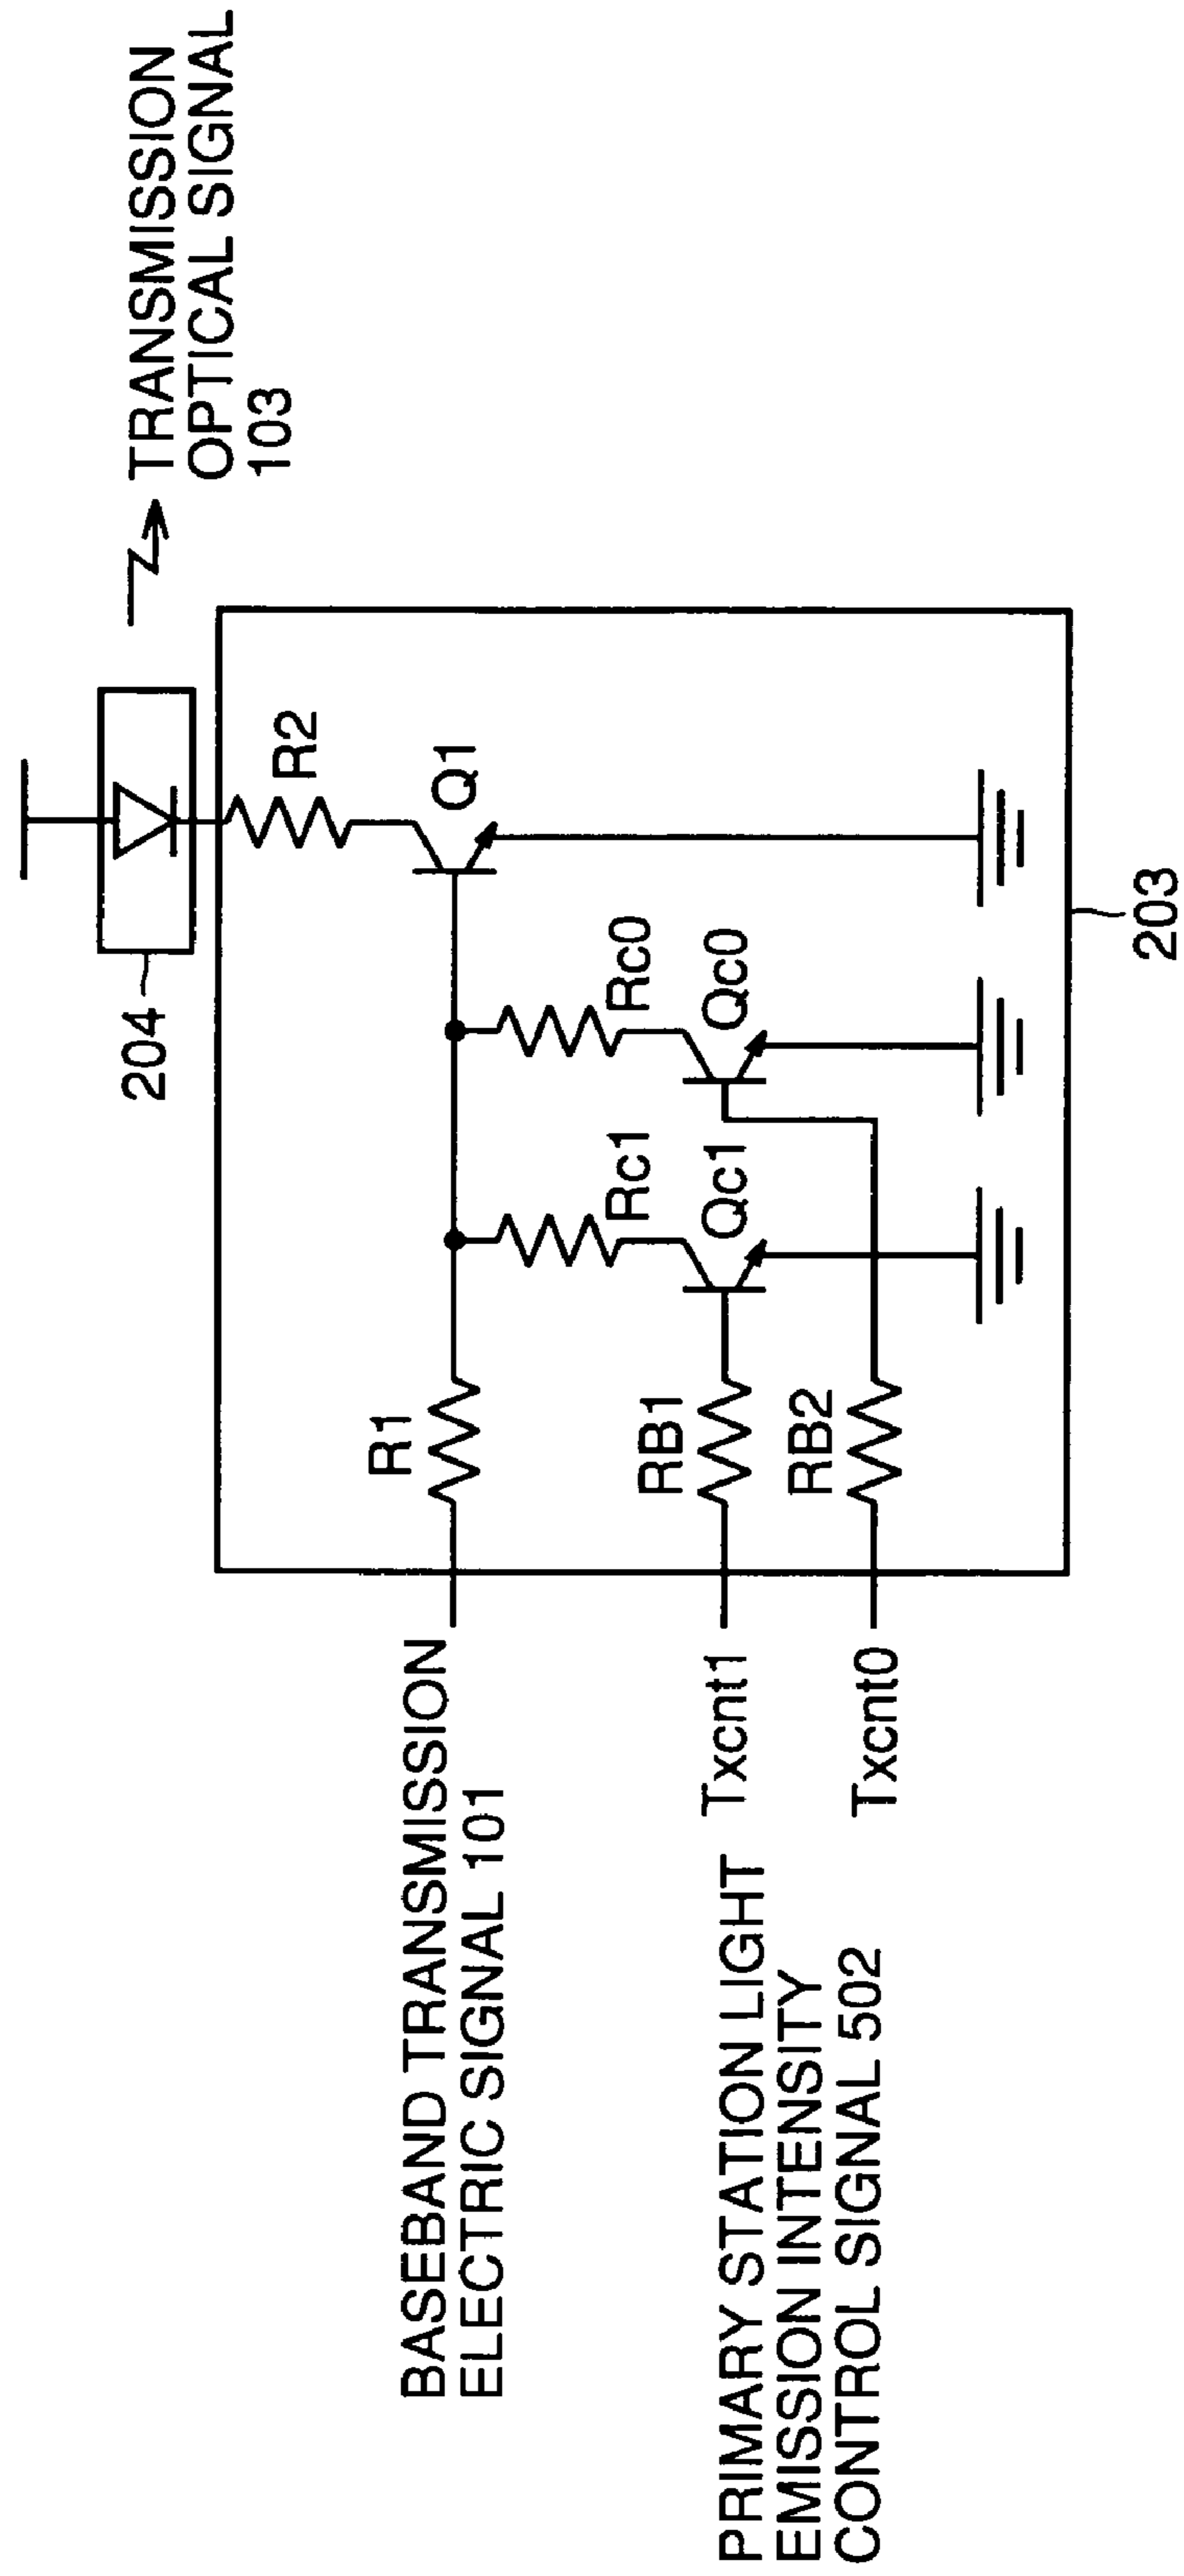 TRANSMISSION
OPTICAL SIGNAL
103
204
R2
Q1
R1
Rc1
Rc0
Qc1
Qc0
RB1
RB2
203
BASEBAND TRANSMISSION
ELECTRIC SIGNAL 101
Txcnt1
Txcnt0
PRIMARY STATION LIGHT
EMISSION INTENSITY
CONTROL SIGNAL 502